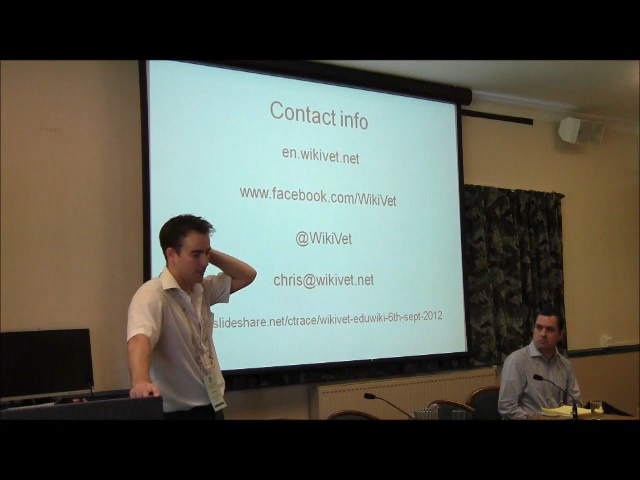 Contact info
en.wikivet.net
www.facebook.com/WikiVet
@WikiVet
chris@wikivet.net
slideshare.net/ctrace/wikivet-eduwiki-6th-sept-2012